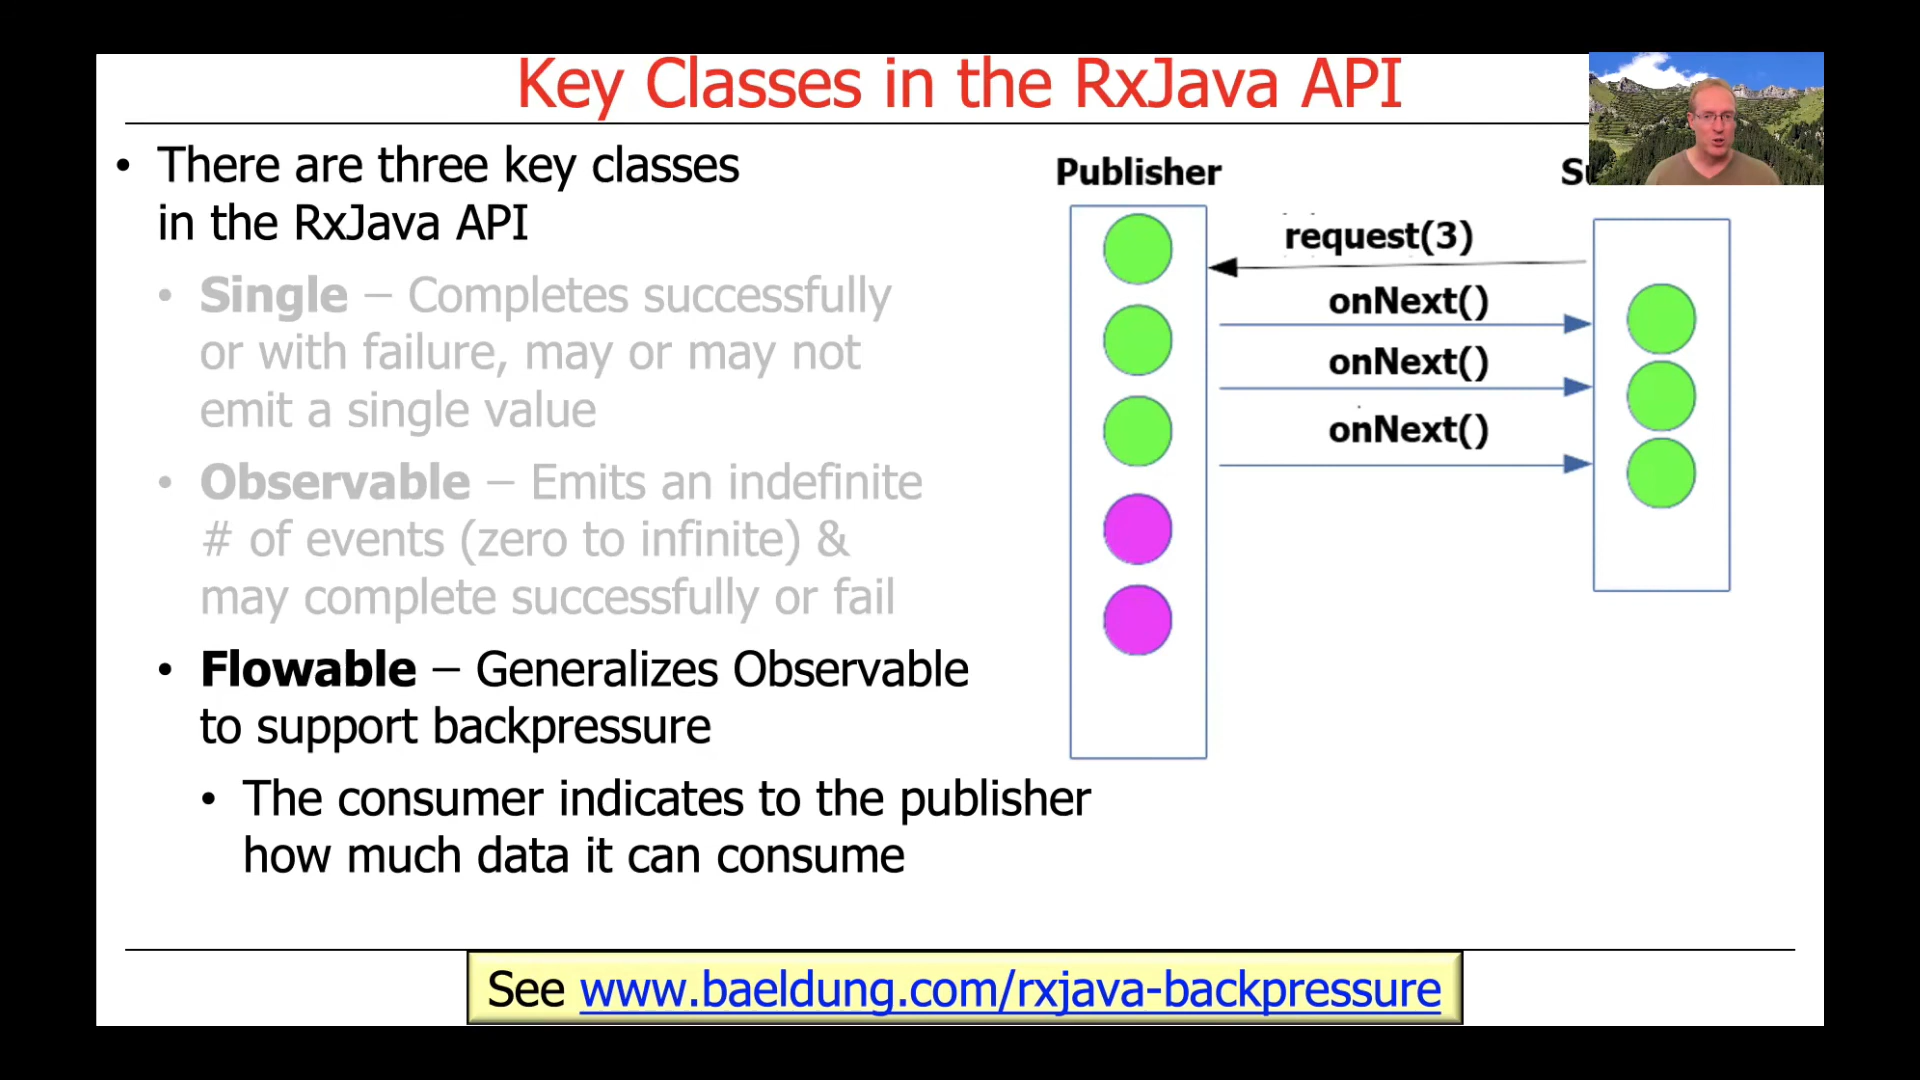 Key Classes in the RxJava API
• There are three key classes
in the RxJava API
• Single – Completes successfully
or with failure, may or may not
emit a single value
• Observable – Emits an indefinite
# of events (zero to infinite) &
may complete successfully or fail
• Flowable – Generalizes Observable
to support backpressure
• The consumer indicates to the publisher
how much data it can consume
Publisher
request(3)
onNext()
onNext()
onNext()
See www.baeldung.com/rxjava-backpressure